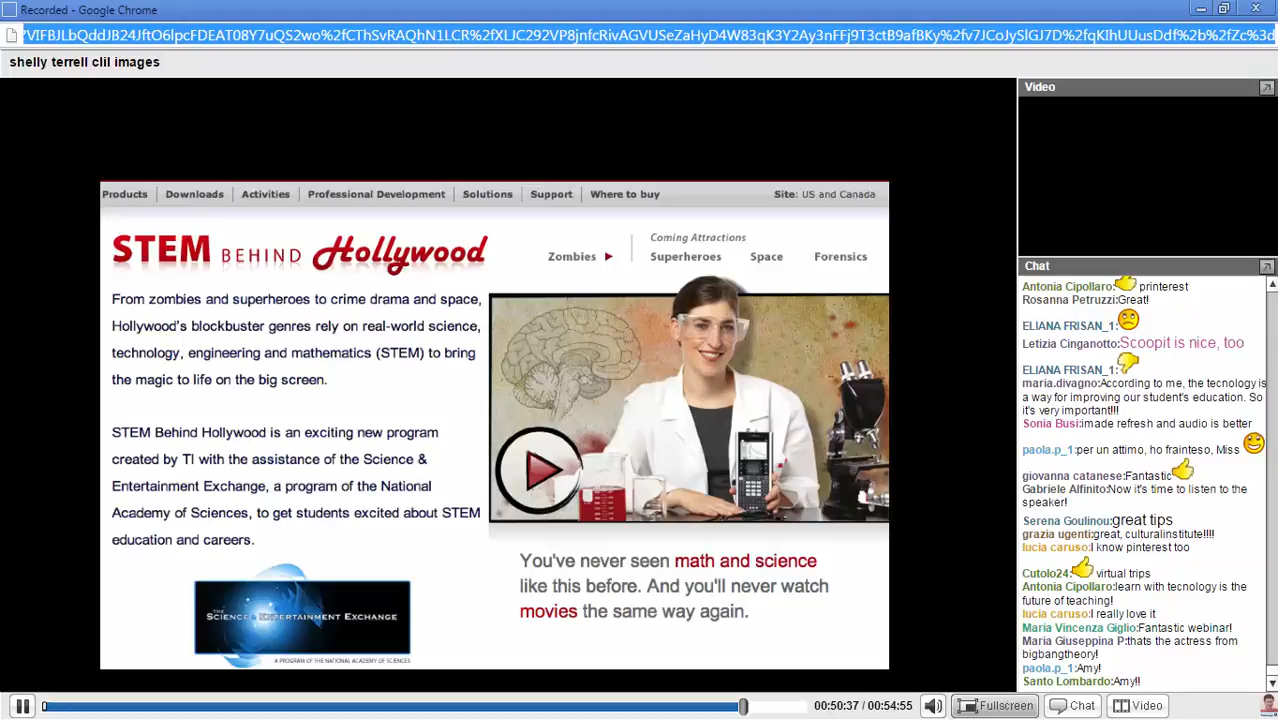 Recorded - Google Chrome
?VIFBJLbQddJB24JftO6lpcFDEAT08Y7uQS2wo%2fCThSvRAQhN1LCR%2fXLJC292VP8jnfcRivAGVUSeZaHyD4W83qK3Y2Ay3nFFj9T3ctB9afBKy%2fv7JCoJySlGJ7D%2fqKIhUUusDdf%2b%2fZc%3d
shelly terrell clil images
Products
Downloads
Activities
Professional Development
Solutions
Support
Where to buy
Site: US and Canada
STEM BEHIND Hollywood
Coming Attractions
Zombies
Superheroes
Space
Forensics
From zombies and superheroes to crime drama and space,
Hollywood's blockbuster genres rely on real-world science,
technology, engineering and mathematics (STEM) to bring
the magic to life on the big screen.
STEM Behind Hollywood is an exciting new program
created by TI with the assistance of the Science &
Entertainment Exchange, a program of the National
Academy of Sciences, to get students excited about STEM
education and careers.
THE
SCIENCE & ENTERTAINMENT EXCHANGE
A PROGRAM OF THE NATIONAL ACADEMY OF SCIENCES
You've never seen math and science
like this before. And you'll never watch
movies the same way again.
Video
Chat
Antonia Cipollaro: printerest
Rosanna Petruzzi:Great!
ELIANA FRISAN_1:
Letizia Cinganotto:Scoopit is nice, too
ELIANA FRISAN_1:
maria.divagno:According to me, the tecnology is
a way for improving our student's education. So
it's very important!!!
Sonia Busi:imade refresh and audio is better
paola.p_1:per un attimo, ho frainteso, Miss
giovanna catanese:Fantastic
Gabriele Alfinito:Now it's time to listen to the
speaker!
Serena Goulinou:great tips
grazia ugenti:great, culturalinstitute!!!!
lucia caruso:I know pinterest too
Cutolo24: virtual trips
Antonia Cipollaro:learn with tecnology is the
future of teaching!
lucia caruso:I really love it
Maria Vincenza Giglio:Fantastic webinar!
Maria Giuseppina P:thats the actress from
bigbangtheory!
paola.p_1:Amy!
Santo Lombardo:Amy!!
00:50:37 / 00:54:55
Fullscreen
Chat
Video